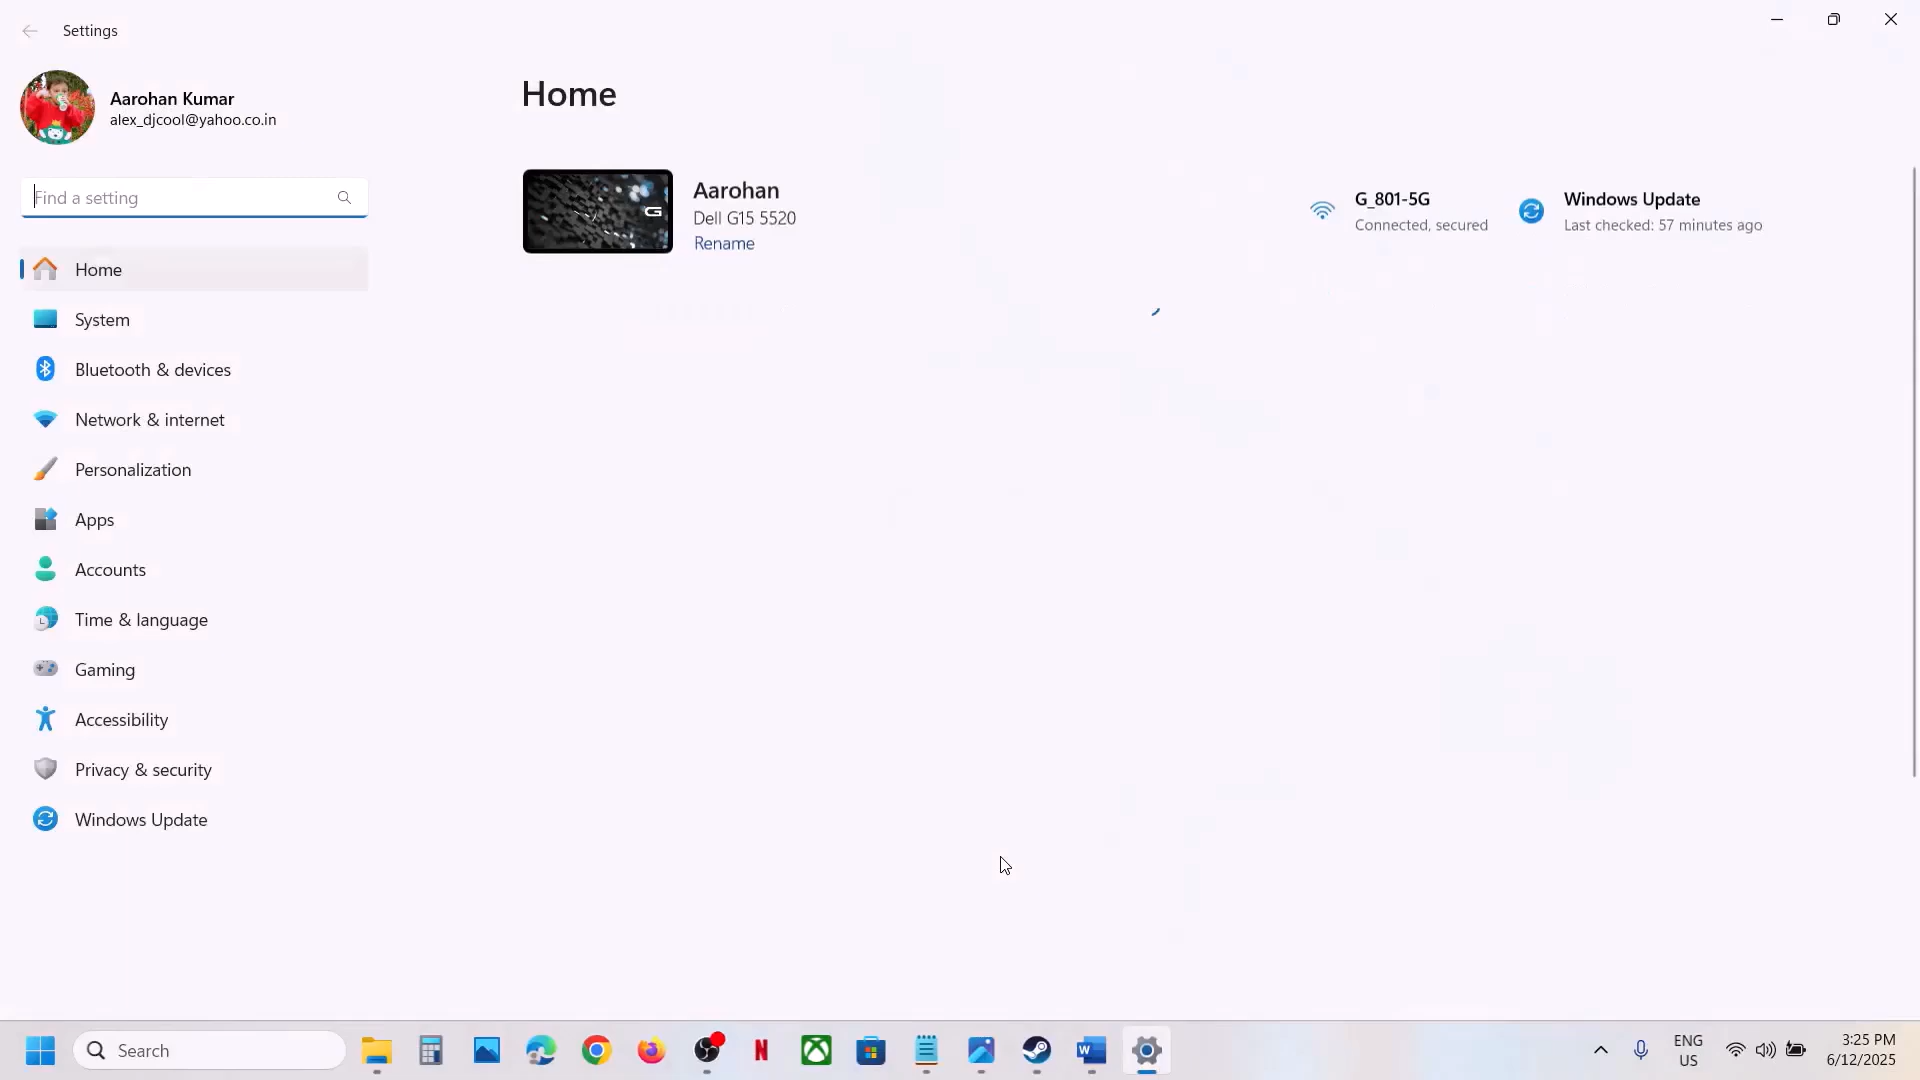 Settings
Aarohan Kumar
alex_djcool@yahoo.co.in
Find a setting
Home
System
Bluetooth & devices
Network & internet
Personalization
Apps
Accounts
Time & language
Gaming
Accessibility
Privacy & security
Windows Update
Home
Aarohan
Dell G15 5520
Rename
G_801-5G
Connected, secured
Windows Update
Last checked: 57 minutes ago
Search
ENG
US
3:25 PM
6/12/2025